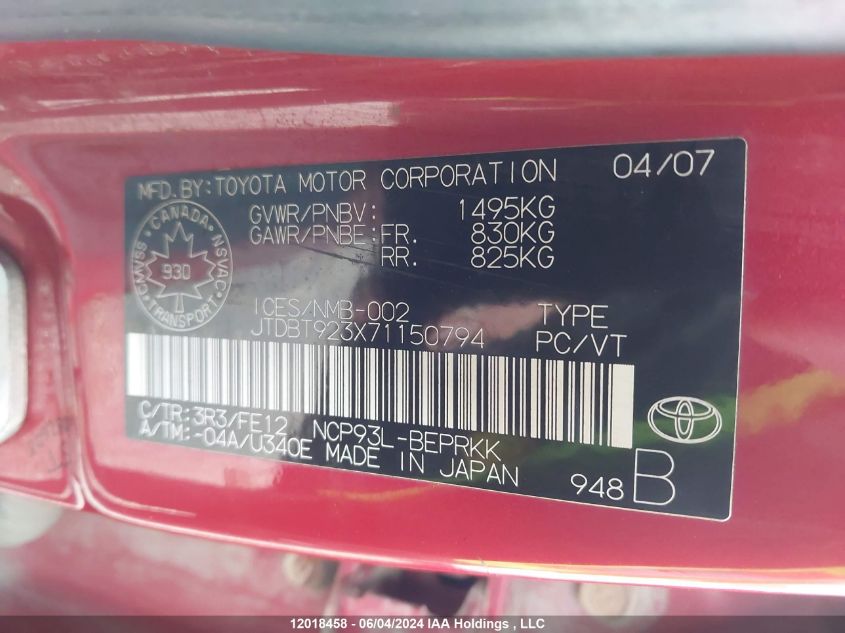 MFD.BY:TOYOTA MOTOR CORPORATION 04/07
GVWR/PNBV: 1495KG
GAWR/PNBE:FR. 830KG
RR. 825KG
CANADA
CMVSS 930 NSVAC
TRANSPORT
ICES/NMB-002 TYPE
JTDBT923X71150794 PC/VT
C/TR:3R3/FE12 NCP93L-BEPRKK
A/TM:-04A/U340E MADE IN JAPAN
948 B
12018458 - 06/04/2024 IAA Holdings , LLC